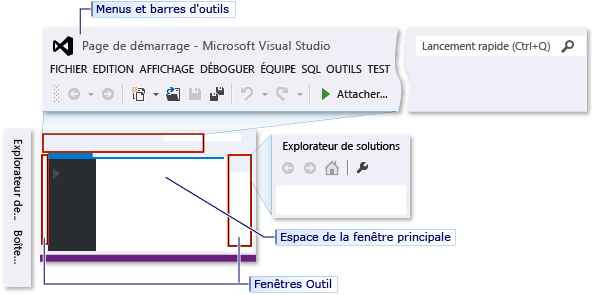 Menus et barres d'outils
Page de démarrage - Microsoft Visual Studio
Lancement rapide (Ctrl+Q)
FICHIER EDITION AFFICHAGE DÉBOGUER ÉQUIPE SQL OUTILS TEST
Attacher...
Explorateur de...
Boîte...
Explorateur de solutions
Espace de la fenêtre principale
Fenêtres Outil